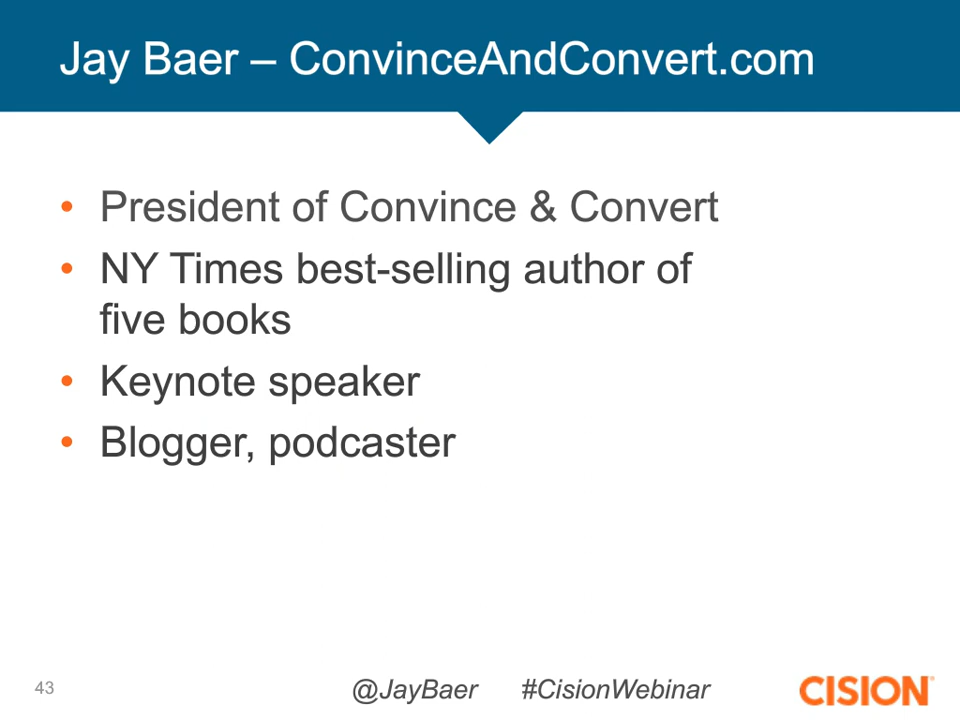 Jay Baer – ConvinceAndConvert.com
• President of Convince & Convert
• NY Times best-selling author of
five books
• Keynote speaker
• Blogger, podcaster
43
@JayBaer #CisionWebinar
CISION®